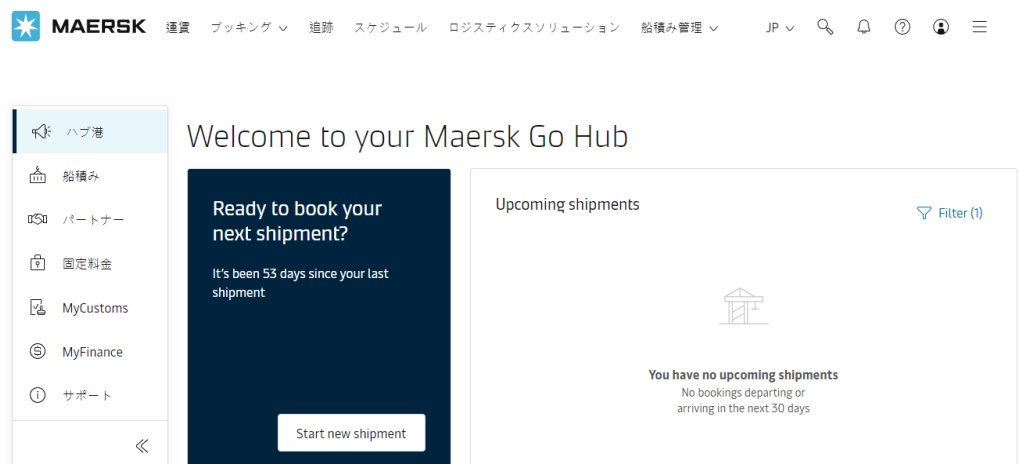 MAERSK 運賃 ブッキング 追跡 スケジュール ロジスティクスソリューション 船積み管理 JP
ハブ港
船積み
パートナー
固定料金
MyCustoms
MyFinance
サポート
Welcome to your Maersk Go Hub
Ready to book your
next shipment?
It's been 53 days since your last
shipment
Start new shipment
Upcoming shipments
Filter (1)
You have no upcoming shipments
No bookings departing or
arriving in the next 30 days